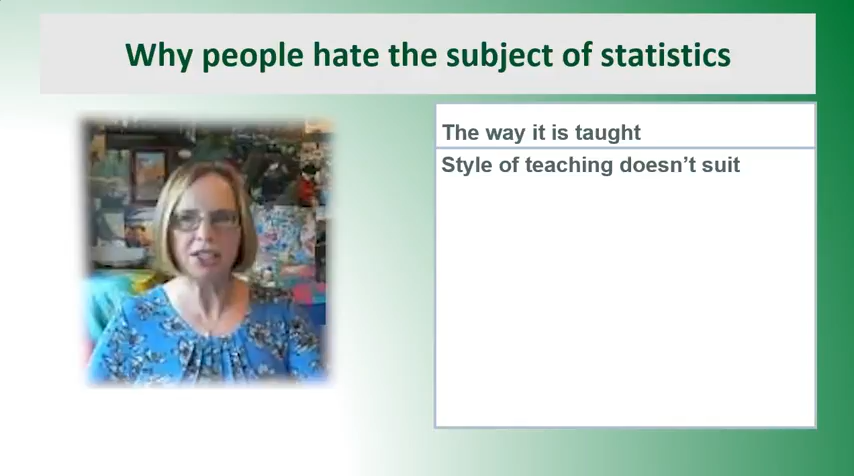 Why people hate the subject of statistics
The way it is taught
Style of teaching doesn’t suit